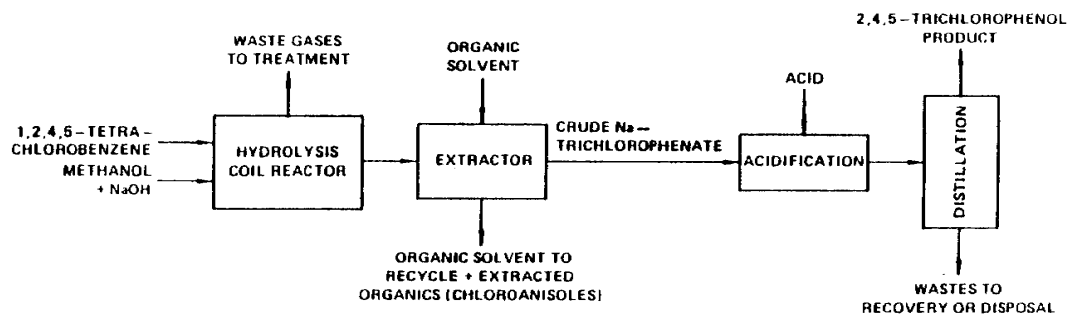 WASTE GASES
TO TREATMENT
1,2,4,5-TETRA-
CHLOROBENZENE
METHANOL
+ NaOH
HYDROLYSIS
COIL REACTOR
ORGANIC
SOLVENT
EXTRACTOR
ORGANIC SOLVENT TO
RECYCLE + EXTRACTED
ORGANICS (CHLOROANISOLES)
CRUDE Na-
TRICHLOROPHENATE
ACID
ACIDIFICATION
2,4,5-TRICHLOROPHENOL
PRODUCT
DISTILLATION
WASTES TO
RECOVERY OR DISPOSAL